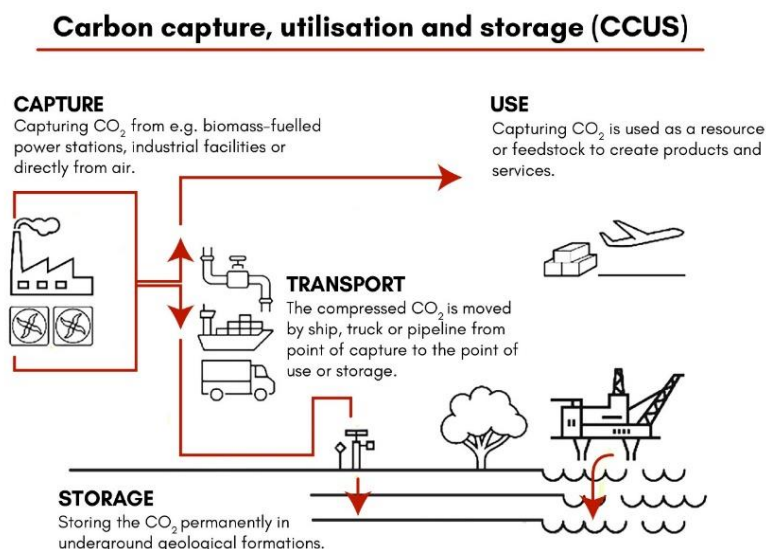 Carbon capture, utilisation and storage (CCUS)
CAPTURE
Capturing CO₂ from e.g. biomass-fuelled
power stations, industrial facilities or
directly from air.
USE
Capturing CO₂ is used as a resource
or feedstock to create products and
services.
TRANSPORT
The compressed CO₂ is moved
by ship, truck or pipeline from
point of capture to the point of
use or storage.
STORAGE
Storing the CO₂ permanently in
underground geological formations.